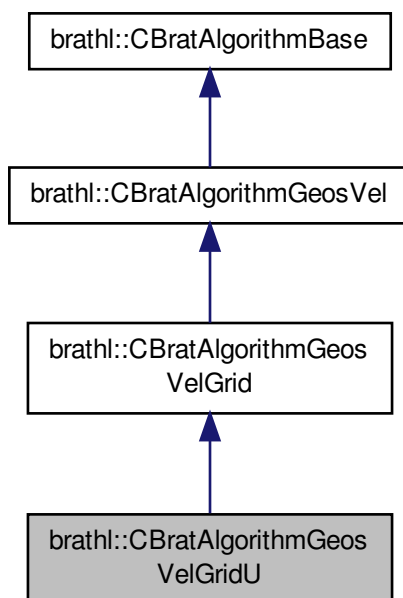 brathl::CBratAlgorithmBase
brathl::CBratAlgorithmGeosVel
brathl::CBratAlgorithmGeos
VelGrid
brathl::CBratAlgorithmGeos
VelGridU